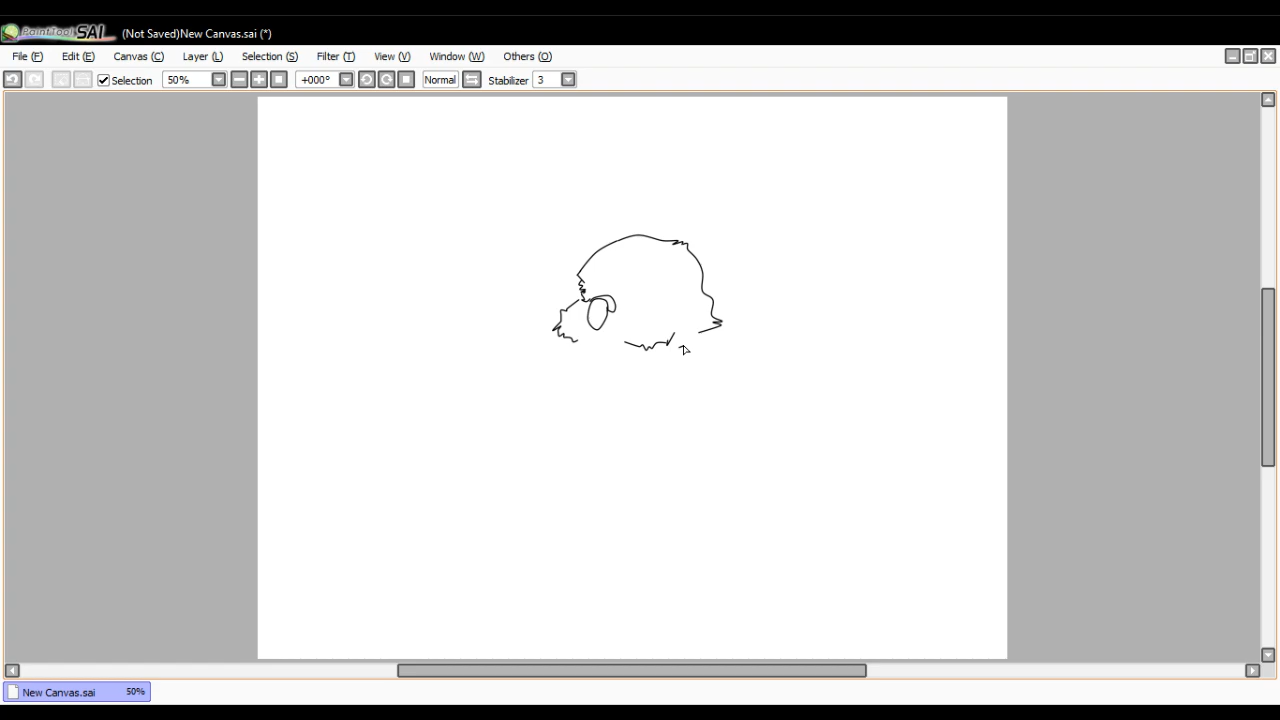 PaintTool SAI (Not Saved)New Canvas.sai (*)
File (F) Edit (E) Canvas (C) Layer (L) Selection (S) Filter (T) View (V) Window (W) Others (O)
Selection 50% +000° Normal Stabilizer 3
New Canvas.sai 50%